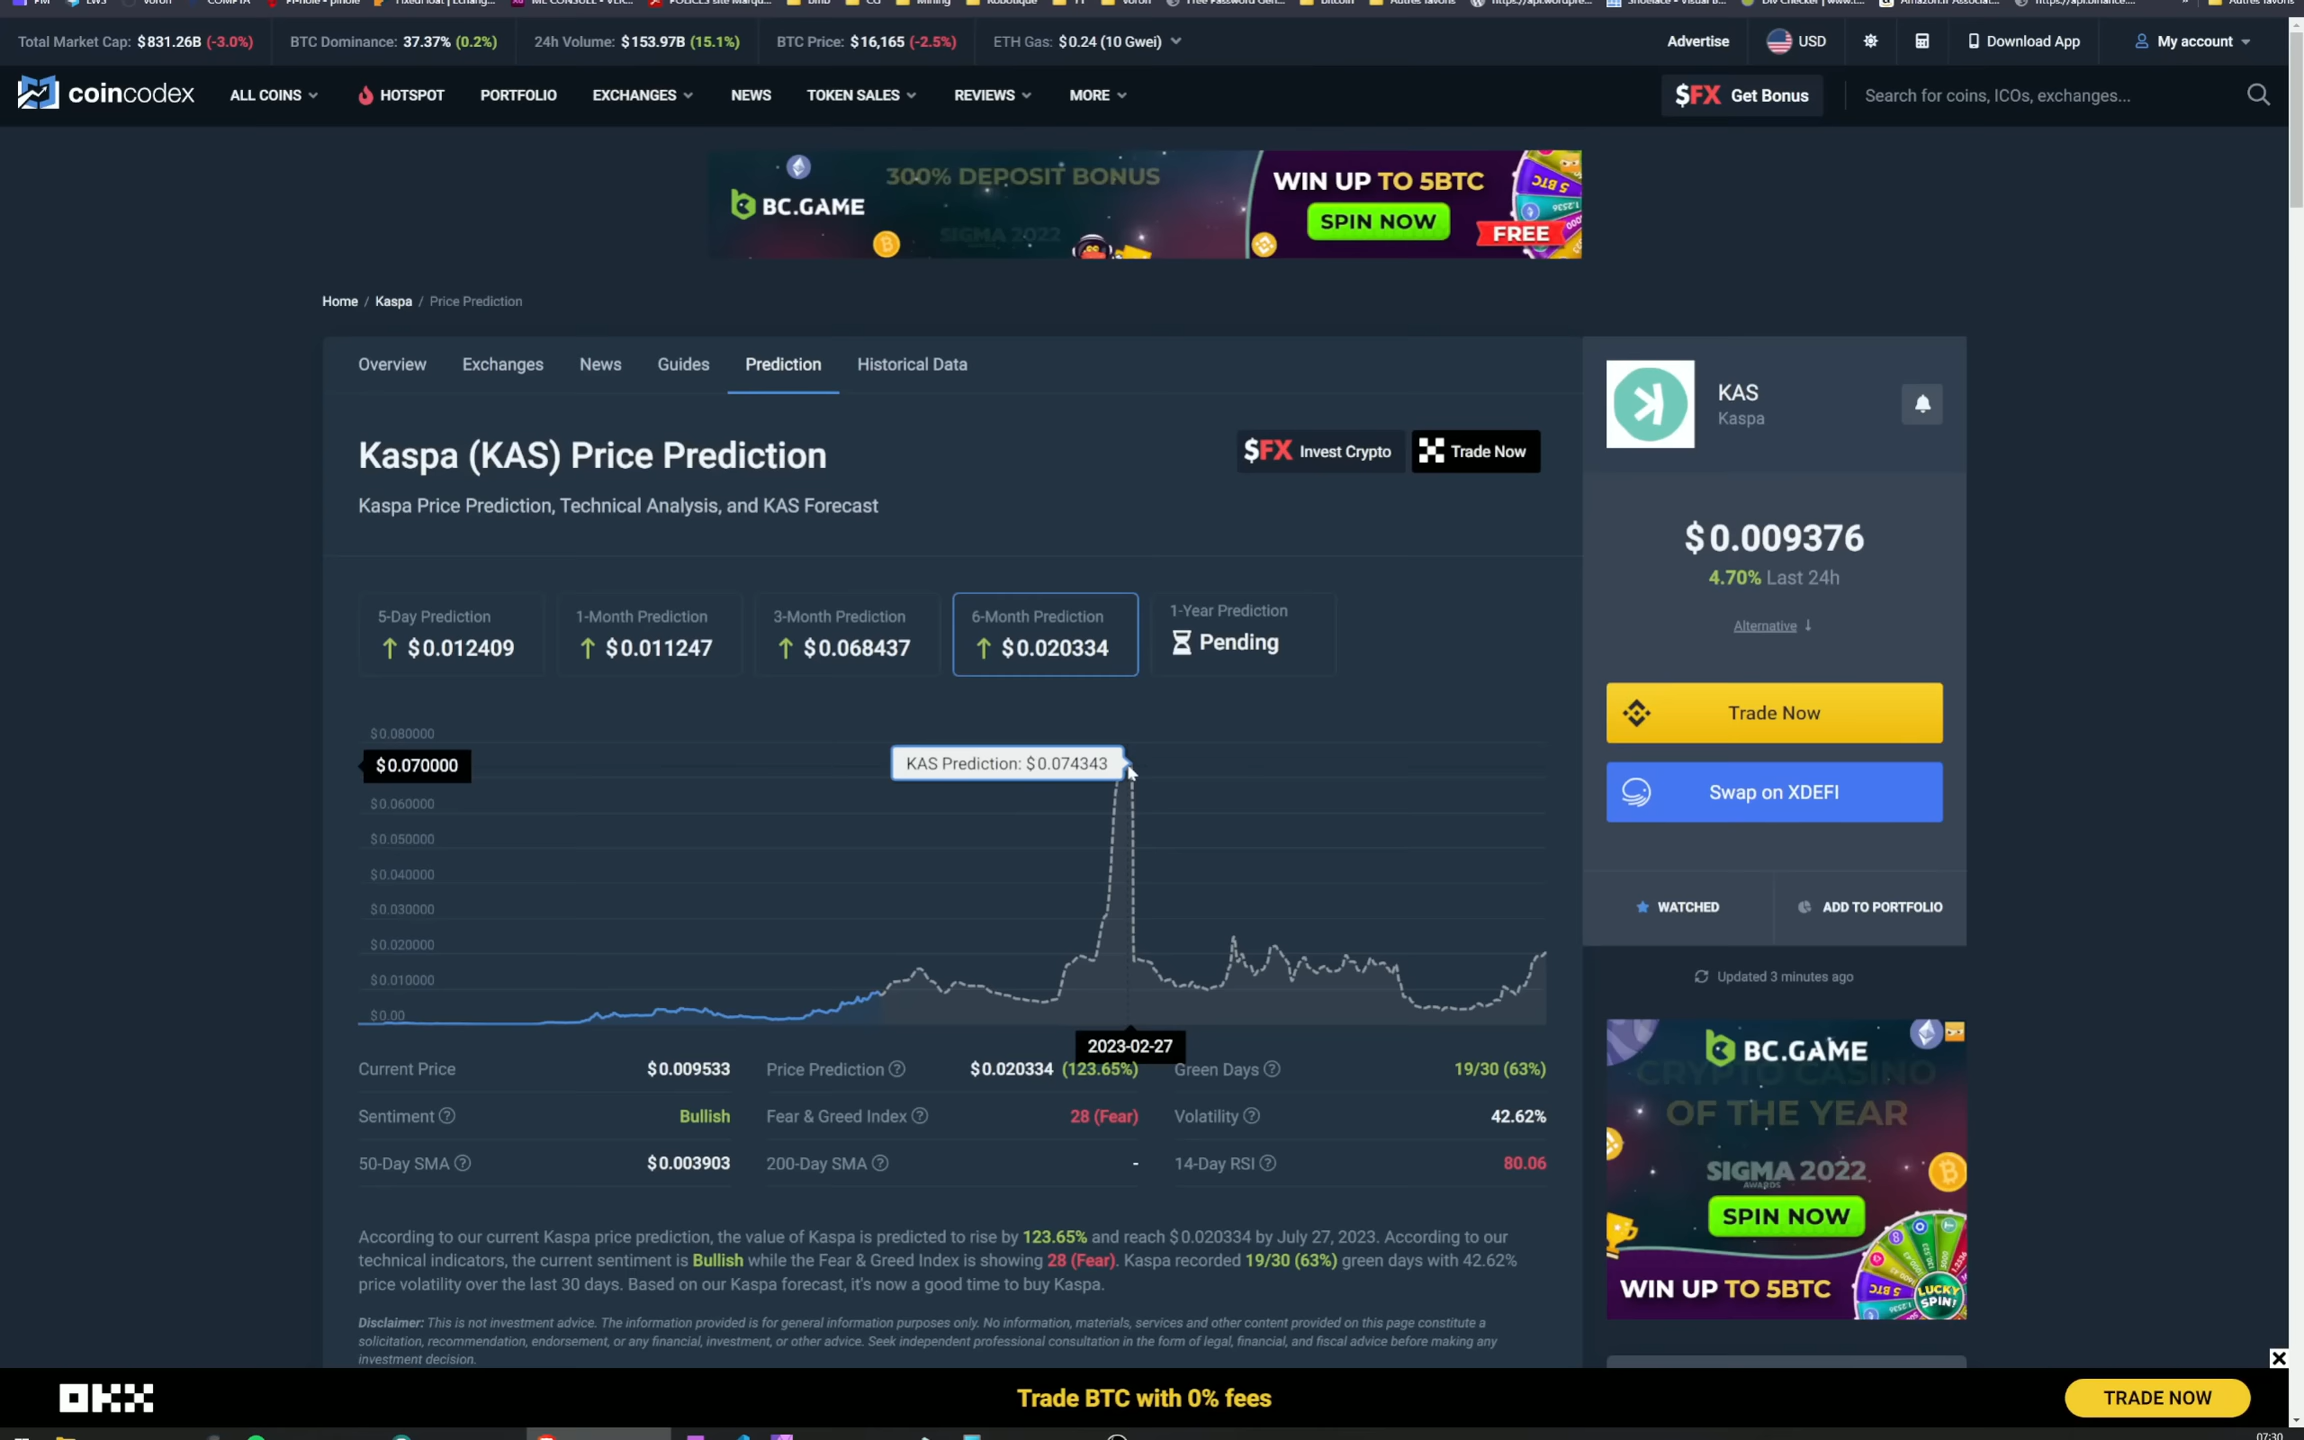 Total Market Cap: $831.26B (-3.0%) BTC Dominance: 37.37% (0.2%) 24h Volume: $153.97B (15.1%) BTC Price: $16,165 (-2.5%) ETH Gas: $0.24 (10 Gwei) Advertise USD Download App My account
coincodex ALL COINS HOTSPOT PORTFOLIO EXCHANGES NEWS TOKEN SALES REVIEWS MORE $FX Get Bonus Search for coins, ICOs, exchanges...
300% DEPOSIT BONUS
BC.GAME
SIGMA 2022
WIN UP TO 5BTC
SPIN NOW
FREE
Home / Kaspa / Price Prediction
Overview Exchanges News Guides Prediction Historical Data
Kaspa (KAS) Price Prediction
$FX Invest Crypto Trade Now
Kaspa Price Prediction, Technical Analysis, and KAS Forecast
5-Day Prediction 1-Month Prediction 3-Month Prediction 6-Month Prediction 1-Year Prediction
$0.012409 $0.011247 $0.068437 $0.020334 Pending
$0.080000
$0.070000
KAS Prediction: $0.074343
$0.060000
$0.050000
$0.040000
$0.030000
$0.020000
$0.010000
$0.00
2023-02-27
Current Price $0.009533 Price Prediction $0.020334 (123.65%) Green Days 19/30 (63%)
Sentiment Bullish Fear & Greed Index 28 (Fear) Volatility 42.62%
50-Day SMA $0.003903 200-Day SMA - 14-Day RSI 80.06
According to our current Kaspa price prediction, the value of Kaspa is predicted to rise by 123.65% and reach $0.020334 by July 27, 2023. According to our
technical indicators, the current sentiment is Bullish while the Fear & Greed Index is showing 28 (Fear). Kaspa recorded 19/30 (63%) green days with 42.62%
price volatility over the last 30 days. Based on our Kaspa forecast, it's now a good time to buy Kaspa.
Disclaimer: This is not investment advice. The information provided is for general information purposes only. No information, materials, services and other content provided on this page constitute a
solicitation, recommendation, endorsement, or any financial, investment, or other advice. Seek independent professional consultation in the form of legal, financial, and fiscal advice before making any
investment decision.
KAS
Kaspa
$0.009376
4.70% Last 24h
Alternative
Trade Now
Swap on XDEFI
WATCHED ADD TO PORTFOLIO
Updated 3 minutes ago
BC.GAME
CRYPTO CASINO
OF THE YEAR
SIGMA 2022
AWARDS
SPIN NOW
WIN UP TO 5BTC
LUCKY
SPIN!
OKX Trade BTC with 0% fees TRADE NOW
07:30